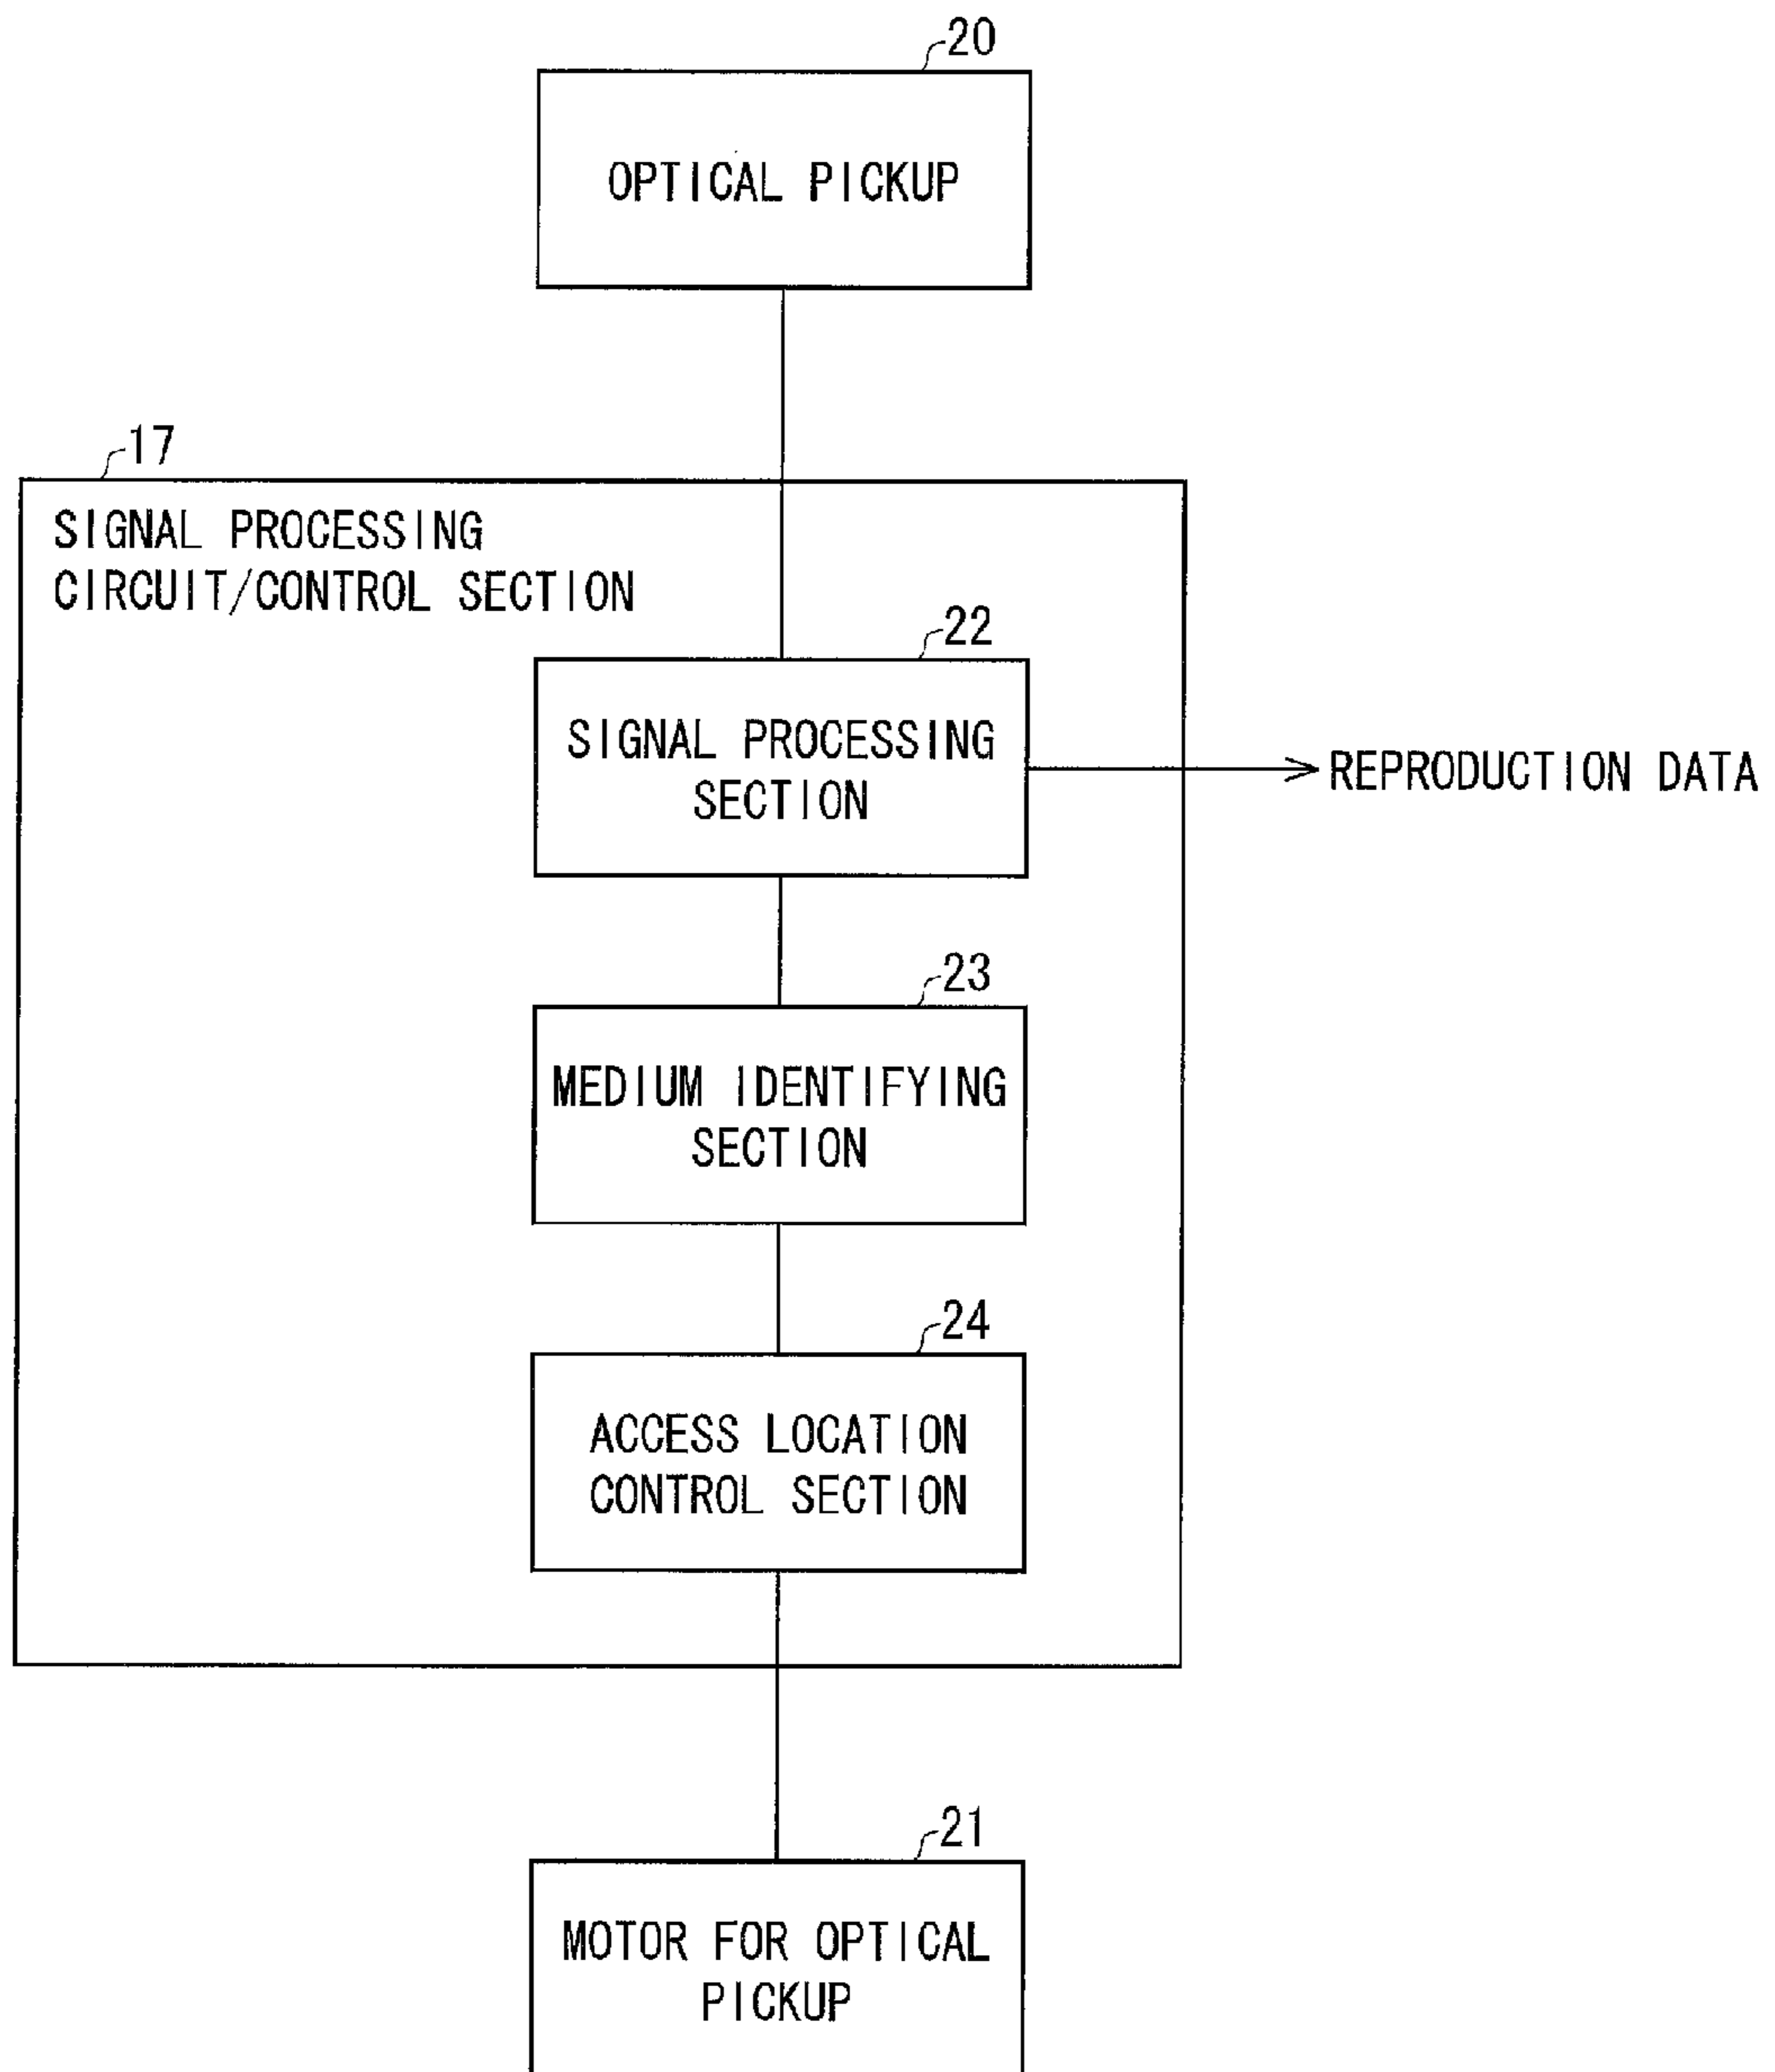 20
OPTICAL PICKUP
17
SIGNAL PROCESSING
CIRCUIT/CONTROL SECTION
22
SIGNAL PROCESSING
SECTION
REPRODUCTION DATA
23
MEDIUM IDENTIFYING
SECTION
24
ACCESS LOCATION
CONTROL SECTION
21
MOTOR FOR OPTICAL
PICKUP